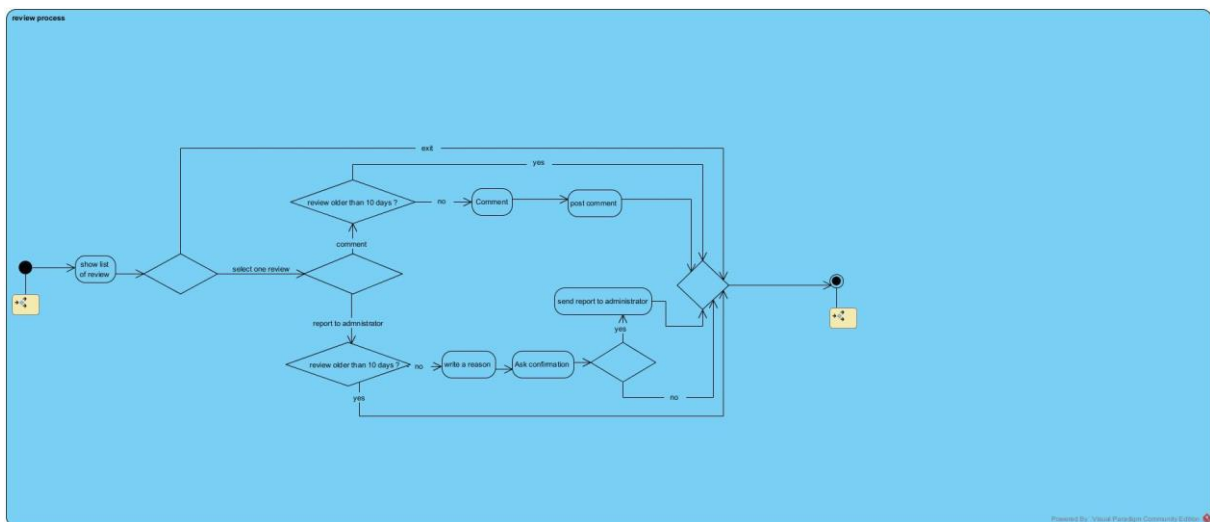 review process
exit
yes
review older than 10 days ?
no
Comment
post comment
comment
show list
of review
select one review
send report to administrator
report to admnistrator
yes
review older than 10 days ?
no
write a reason
Ask confirmation
yes
no
Powered By Visual Paradigm Community Edition